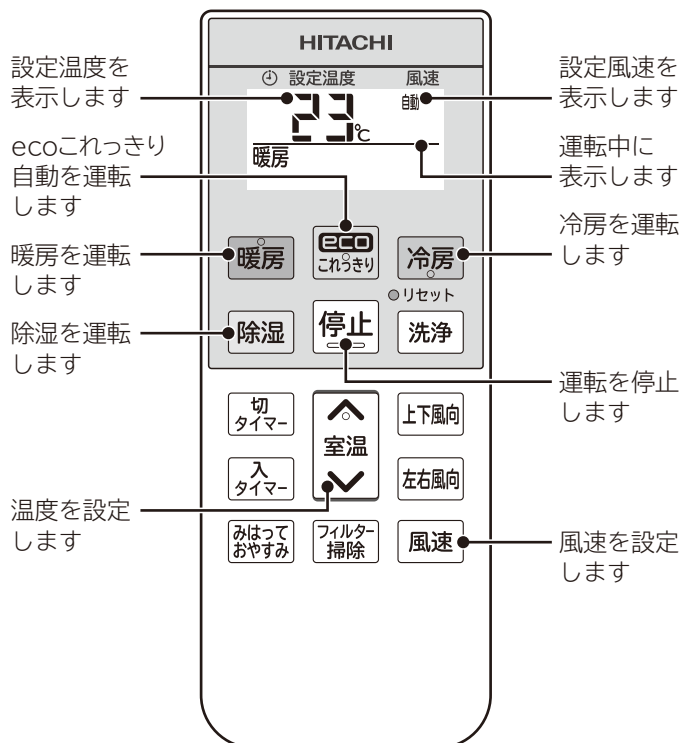 HITACHI
設定温度
風速
23℃
自動
暖房
設定温度を
表示します
ecoこれっきり
自動を運転
します
暖房を運転
します
除湿を運転
します
温度を設定
します
設定風速を
表示します
運転中に
表示します
冷房を運転
します
運転を停止
します
風速を設定
します
暖房
eco
これっきり
冷房
リセット
除湿
停止
洗浄
切
タイマー
室温
上下風向
入
タイマー
左右風向
みはって
おやすみ
フィルター
掃除
風速